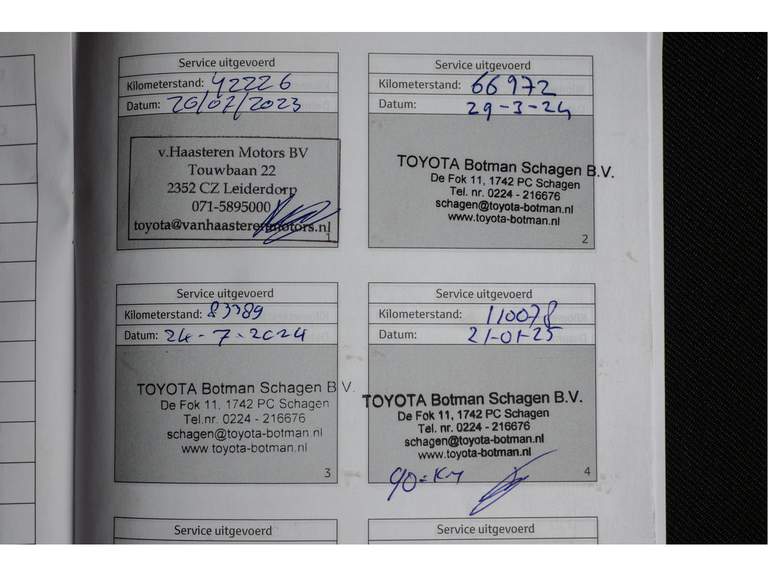 Service uitgevoerd
Kilometerstand: 42226
Datum: 20/07/2023
v.Haasteren Motors BV
Touwbaan 22
2352 CZ Leiderdorp
071-5895000
toyota@vanhaasterenmotors.nl
1
Service uitgevoerd
Kilometerstand: 66972
Datum: 29-3-24
TOYOTA Botman Schagen B.V.
De Fok 11, 1742 PC Schagen
Tel. nr. 0224 - 216676
schagen@toyota-botman.nl
www.toyota-botman.nl
2
Service uitgevoerd
Kilometerstand: 83389
Datum: 24-7-2024
TOYOTA Botman Schagen B.V.
De Fok 11, 1742 PC Schagen
Tel.nr. 0224 - 216676
schagen@toyota-botman.nl
www toyota-botman.nl
3
Service uitgevoerd
Kilometerstand: 110078
Datum: 21-01-25
TOYOTA Botman Schagen B.V.
De Fok 11, 1742 PC Schagen
Tel. nr. 0224 - 216676
schagen@toyota-botman.nl
www.toyota-botman.nl
4
Service uitgevoerd
Service uitgevoerd